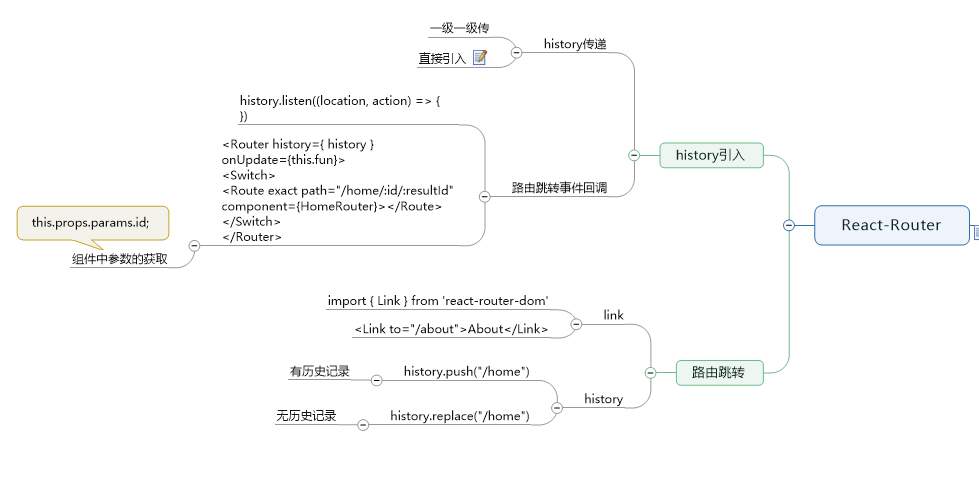 React-Router
history引入
history传递
一级一级传
直接引入
路由跳转事件回调
history.listen((location, action) => {
})
<Router history={ history }
onUpdate={this.fun}>
<Switch>
<Route exact path="/home/:id/:resultId"
component={HomeRouter}></Route>
</Switch>
</Router>
this.props.params.id;
组件中参数的获取
路由跳转
link
import { Link } from 'react-router-dom'
<Link to="/about">About</Link>
history
history.push("/home")
有历史记录
history.replace("/home")
无历史记录